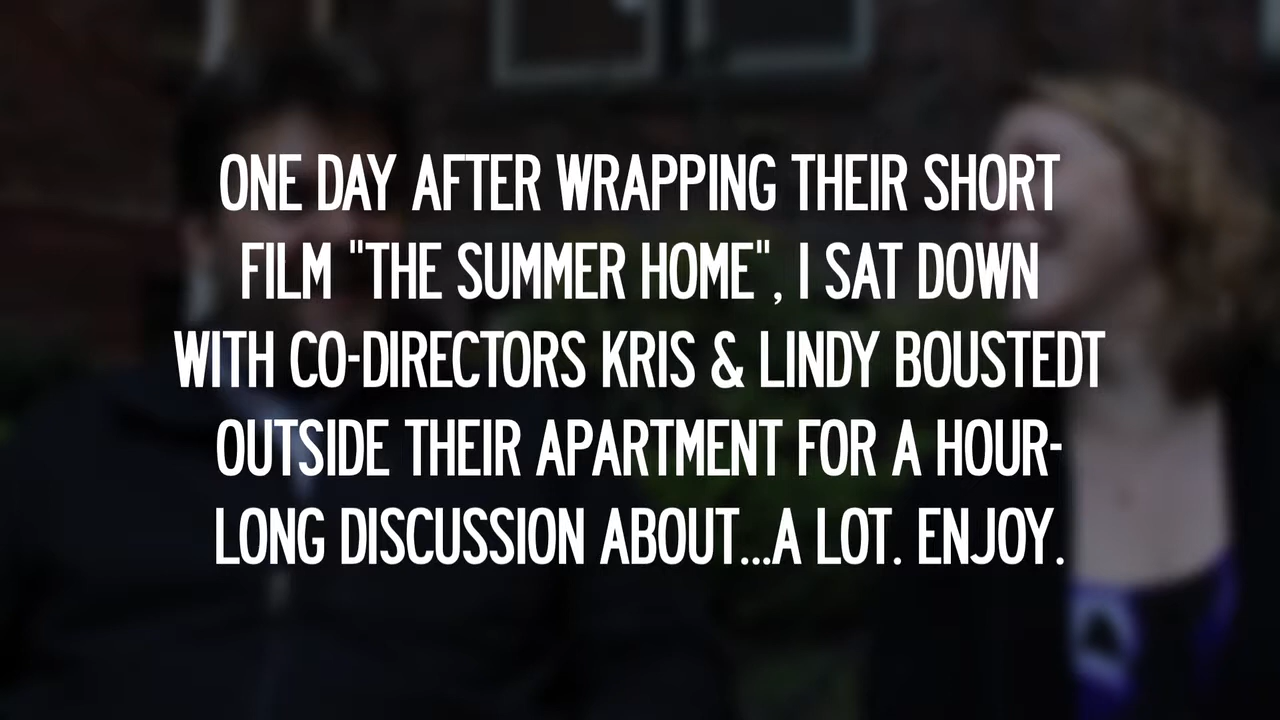 ONE DAY AFTER WRAPPING THEIR SHORT
FILM "THE SUMMER HOME", I SAT DOWN
WITH CO-DIRECTORS KRIS & LINDY BOUSTEDT
OUTSIDE THEIR APARTMENT FOR A HOUR-
LONG DISCUSSION ABOUT...A LOT. ENJOY.